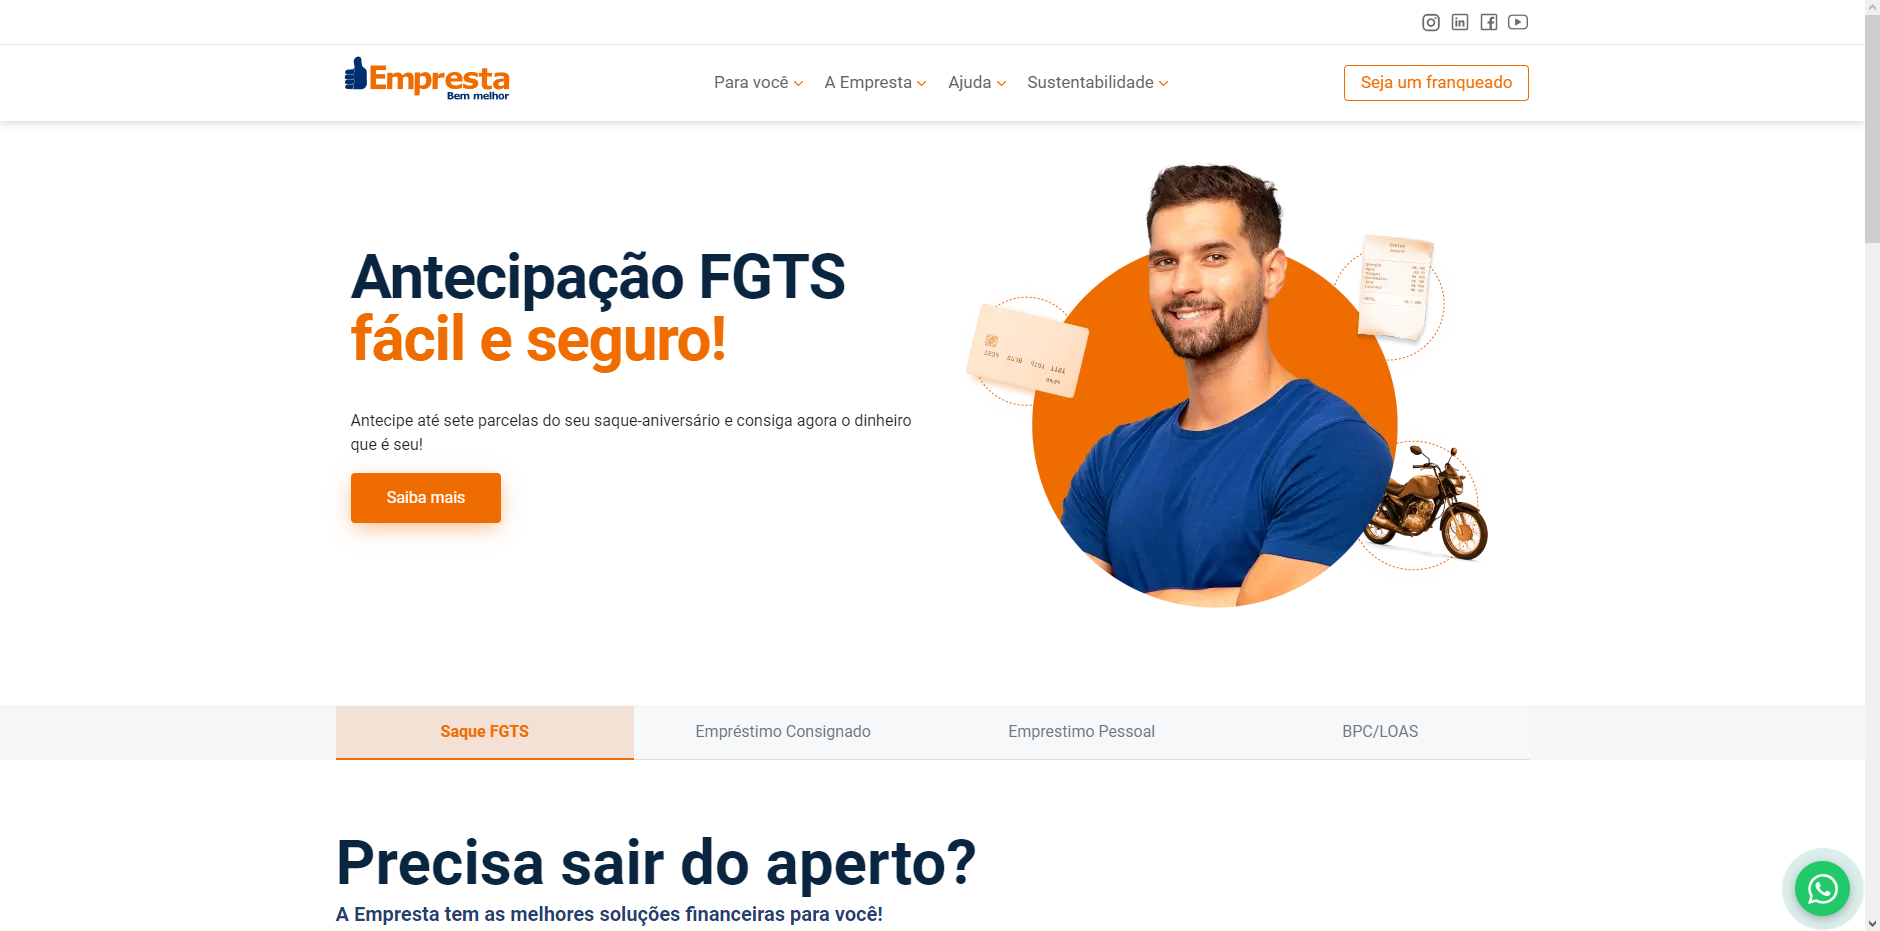 Empresta
Bem melhor
Para você
A Empresta
Ajuda
Sustentabilidade
Seja um franqueado
Antecipação FGTS
fácil e seguro!
Antecipe até sete parcelas do seu saque-aniversário e consiga agora o dinheiro
que é seu!
Saiba mais
Saque FGTS
Empréstimo Consignado
Emprestimo Pessoal
BPC/LOAS
Precisa sair do aperto?
A Empresta tem as melhores soluções financeiras para você!